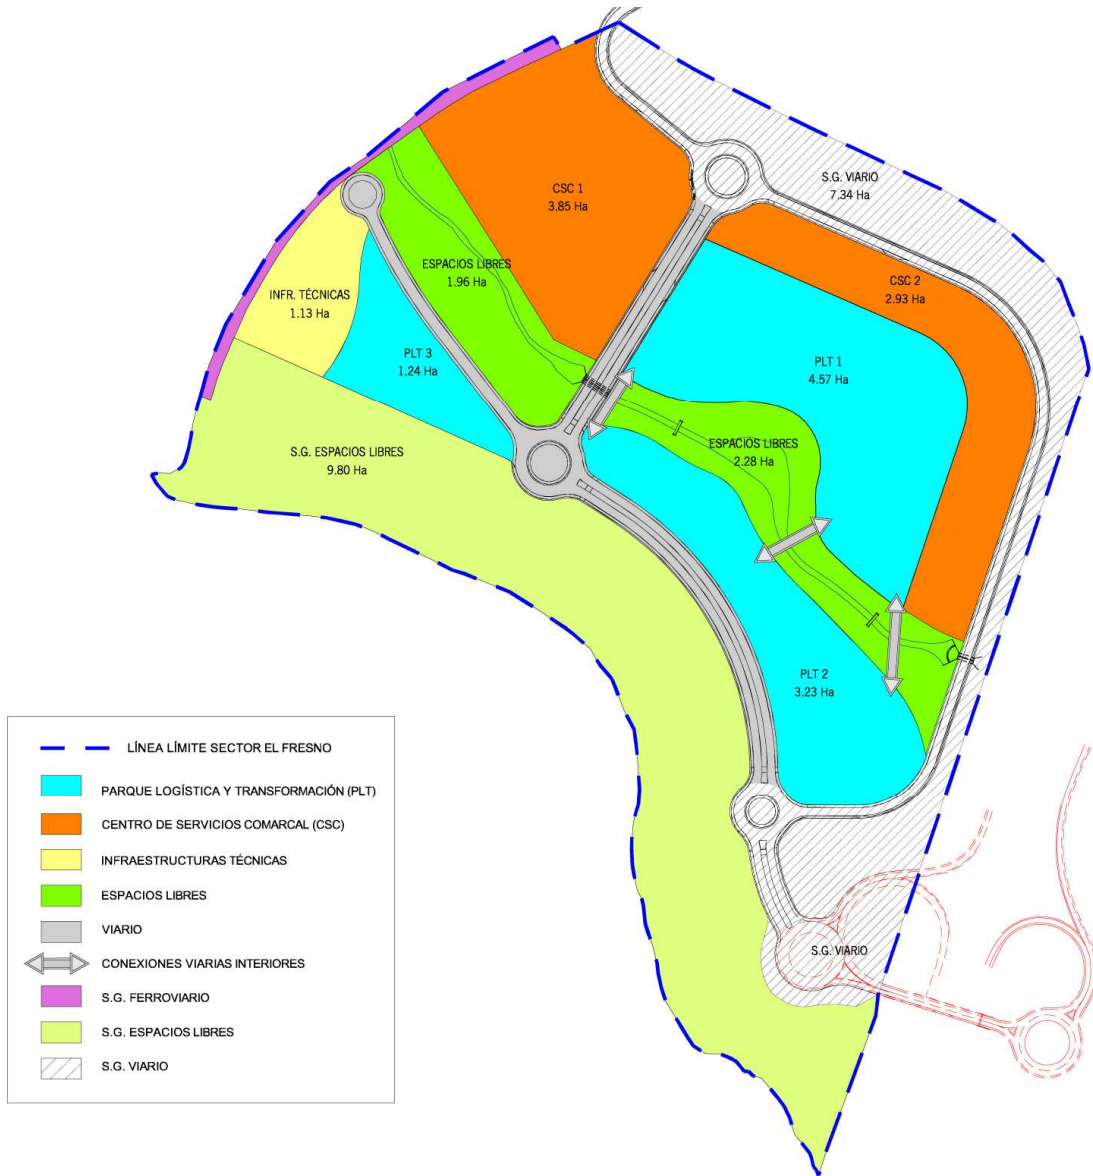 S.G. VIARIO
7.34 Ha
CSC 1
3.85 Ha
ESPACIOS LIBRES
1.96 Ha
CSC 2
2.93 Ha
INFR. TÉCNICAS
1.13 Ha
PLT 3
1.24 Ha
PLT 1
4.57 Ha
S.G. ESPACIOS LIBRES
9.80 Ha
ESPACIOS LIBRES
2.28 Ha
PLT 2
3.23 Ha
S.G. VIARIO
LÍNEA LÍMITE SECTOR EL FRESNO
PARQUE LOGÍSTICA Y TRANSFORMACIÓN (PLT)
CENTRO DE SERVICIOS COMARCAL (CSC)
INFRAESTRUCTURAS TÉCNICAS
ESPACIOS LIBRES
VIARIO
CONEXIONES VIARIAS INTERIORES
S.G. FERROVIARIO
S.G. ESPACIOS LIBRES
S.G. VIARIO